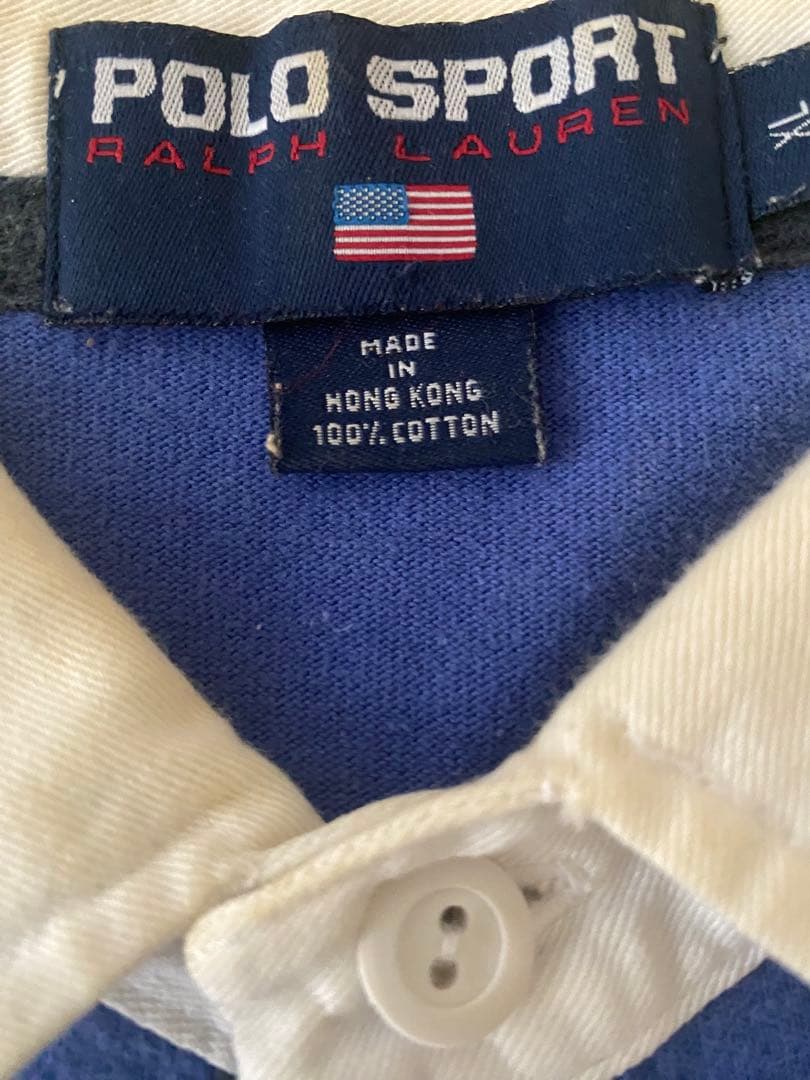 POLO SPORT
RALPH LAUREN
MADE
IN
HONG KONG
100% COTTON